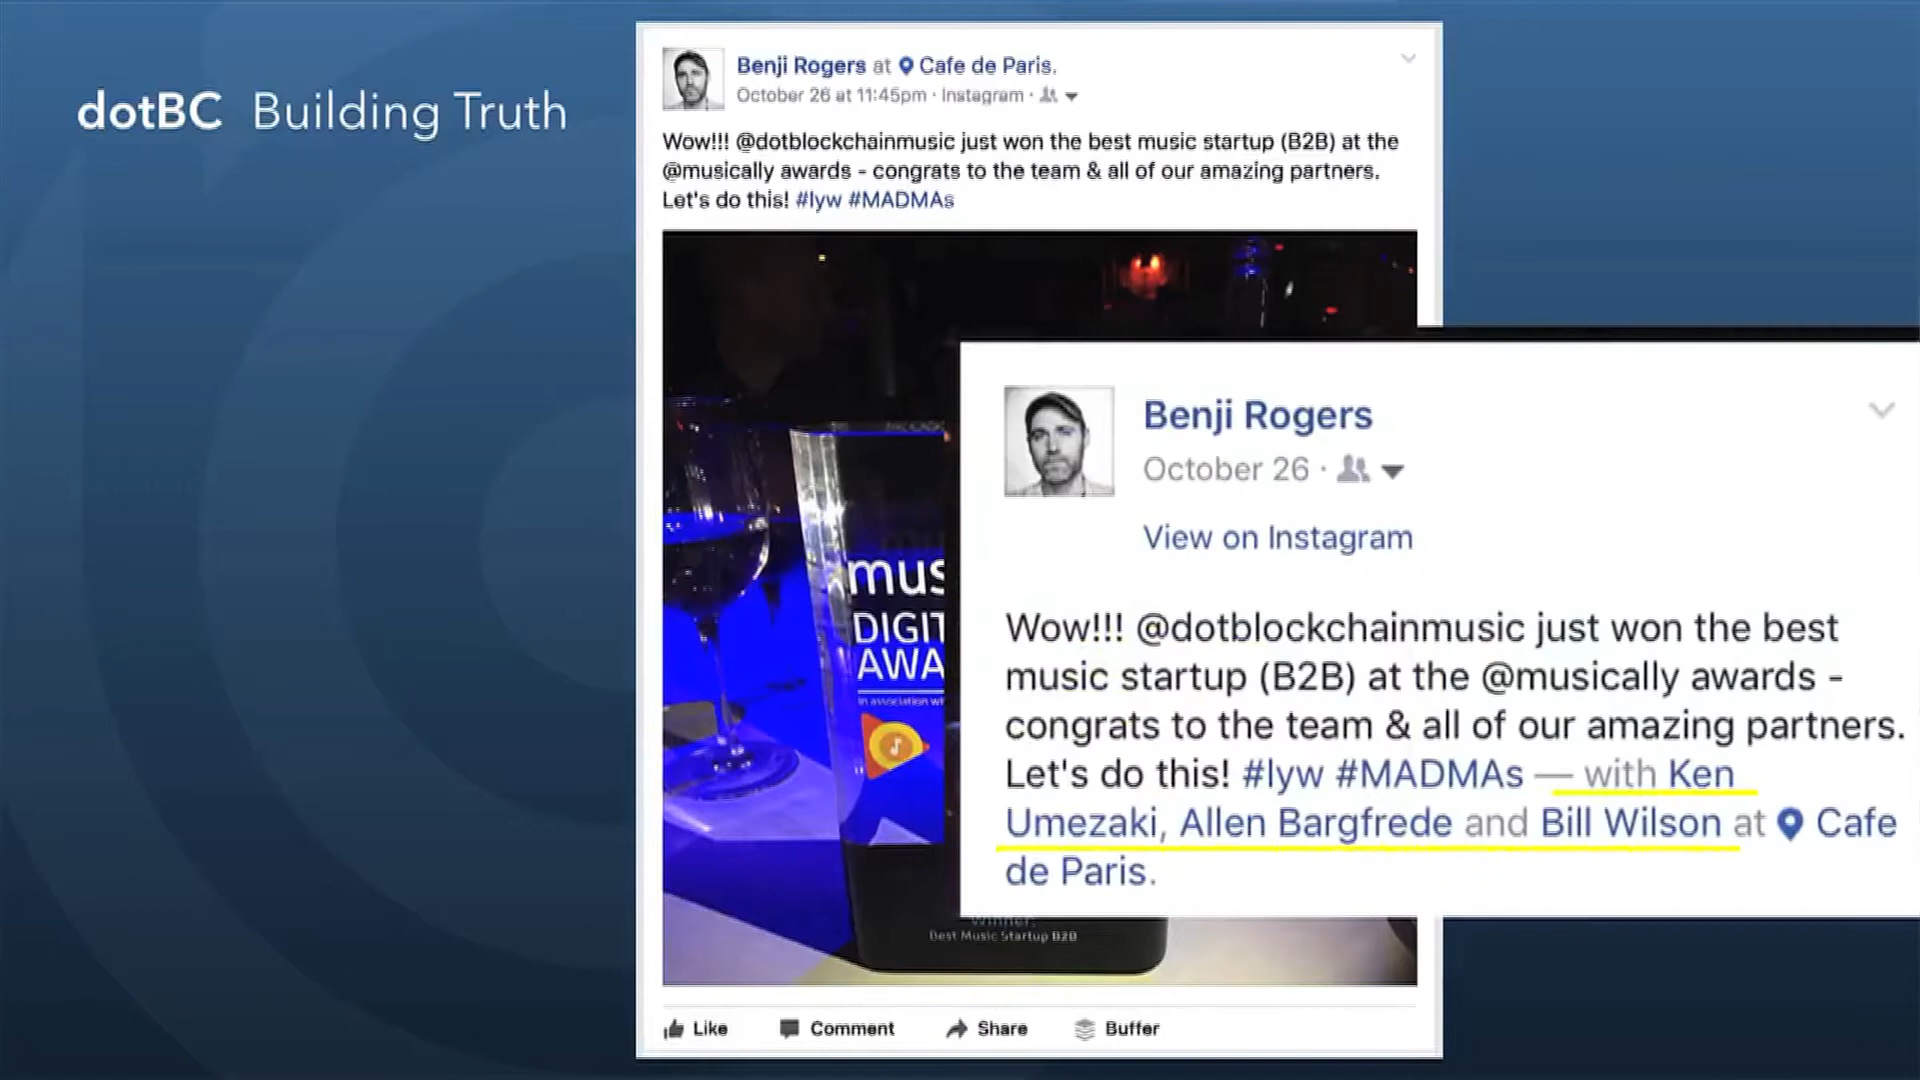 dotBC Building Truth
Benji Rogers at Cafe de Paris.
October 26 at 11:45pm · Instagram ·
Wow!!! @dotblockchainmusic just won the best music startup (B2B) at the
@musically awards - congrats to the team & all of our amazing partners.
Let's do this! #lyw #MADMAs
mus
DIGIT
AWA
in association wi
Winner:
Best Music Startup B2B
Benji Rogers
October 26 ·
View on Instagram
Wow!!! @dotblockchainmusic just won the best
music startup (B2B) at the @musically awards -
congrats to the team & all of our amazing partners.
Let's do this! #lyw #MADMAs — with Ken
Umezaki, Allen Bargfrede and Bill Wilson at Cafe
de Paris.
Like Comment Share Buffer